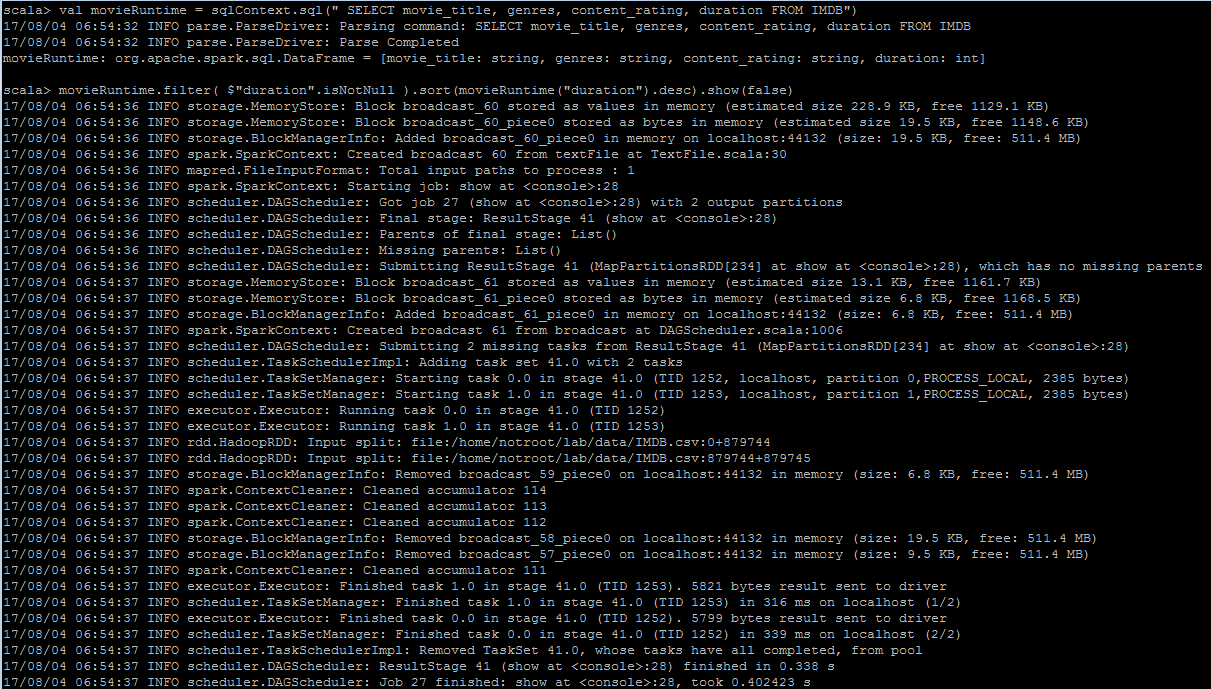 scala> val movieRuntime = sqlContext.sql(" SELECT movie_title, genres, content_rating, duration FROM IMDB")
17/08/04 06:54:32 INFO parse.ParseDriver: Parsing command: SELECT movie_title, genres, content_rating, duration FROM IMDB
17/08/04 06:54:32 INFO parse.ParseDriver: Parse Completed
movieRuntime: org.apache.spark.sql.DataFrame = [movie_title: string, genres: string, content_rating: string, duration: int]
scala> movieRuntime.filter( $"duration".isNotNull ).sort(movieRuntime("duration").desc).show(false)
17/08/04 06:54:36 INFO storage.MemoryStore: Block broadcast_60 stored as values in memory (estimated size 228.9 KB, free 1129.1 KB)
17/08/04 06:54:36 INFO storage.MemoryStore: Block broadcast_60_piece0 stored as bytes in memory (estimated size 19.5 KB, free 1148.6 KB)
17/08/04 06:54:36 INFO storage.BlockManagerInfo: Added broadcast_60_piece0 in memory on localhost:44132 (size: 19.5 KB, free: 511.4 MB)
17/08/04 06:54:36 INFO spark.SparkContext: Created broadcast 60 from textFile at TextFile.scala:30
17/08/04 06:54:36 INFO mapred.FileInputFormat: Total input paths to process : 1
17/08/04 06:54:36 INFO spark.SparkContext: Starting job: show at <console>:28
17/08/04 06:54:36 INFO scheduler.DAGScheduler: Got job 27 (show at <console>:28) with 2 output partitions
17/08/04 06:54:36 INFO scheduler.DAGScheduler: Final stage: ResultStage 41 (show at <console>:28)
17/08/04 06:54:36 INFO scheduler.DAGScheduler: Parents of final stage: List()
17/08/04 06:54:36 INFO scheduler.DAGScheduler: Missing parents: List()
17/08/04 06:54:36 INFO scheduler.DAGScheduler: Submitting ResultStage 41 (MapPartitionsRDD[234] at show at <console>:28), which has no missing parents
17/08/04 06:54:37 INFO storage.MemoryStore: Block broadcast_61 stored as values in memory (estimated size 13.1 KB, free 1161.7 KB)
17/08/04 06:54:37 INFO storage.MemoryStore: Block broadcast_61_piece0 stored as bytes in memory (estimated size 6.8 KB, free 1168.5 KB)
17/08/04 06:54:37 INFO storage.BlockManagerInfo: Added broadcast_61_piece0 in memory on localhost:44132 (size: 6.8 KB, free: 511.4 MB)
17/08/04 06:54:37 INFO spark.SparkContext: Created broadcast 61 from broadcast at DAGScheduler.scala:1006
17/08/04 06:54:37 INFO scheduler.DAGScheduler: Submitting 2 missing tasks from ResultStage 41 (MapPartitionsRDD[234] at show at <console>:28)
17/08/04 06:54:37 INFO scheduler.TaskSchedulerImpl: Adding task set 41.0 with 2 tasks
17/08/04 06:54:37 INFO scheduler.TaskSetManager: Starting task 0.0 in stage 41.0 (TID 1252, localhost, partition 0,PROCESS_LOCAL, 2385 bytes)
17/08/04 06:54:37 INFO scheduler.TaskSetManager: Starting task 1.0 in stage 41.0 (TID 1253, localhost, partition 1,PROCESS_LOCAL, 2385 bytes)
17/08/04 06:54:37 INFO executor.Executor: Running task 0.0 in stage 41.0 (TID 1252)
17/08/04 06:54:37 INFO executor.Executor: Running task 1.0 in stage 41.0 (TID 1253)
17/08/04 06:54:37 INFO rdd.HadoopRDD: Input split: file:/home/notroot/lab/data/IMDB.csv:0+879744
17/08/04 06:54:37 INFO rdd.HadoopRDD: Input split: file:/home/notroot/lab/data/IMDB.csv:879744+879745
17/08/04 06:54:37 INFO storage.BlockManagerInfo: Removed broadcast_59_piece0 on localhost:44132 in memory (size: 6.8 KB, free: 511.4 MB)
17/08/04 06:54:37 INFO spark.ContextCleaner: Cleaned accumulator 114
17/08/04 06:54:37 INFO spark.ContextCleaner: Cleaned accumulator 113
17/08/04 06:54:37 INFO spark.ContextCleaner: Cleaned accumulator 112
17/08/04 06:54:37 INFO storage.BlockManagerInfo: Removed broadcast_58_piece0 on localhost:44132 in memory (size: 19.5 KB, free: 511.4 MB)
17/08/04 06:54:37 INFO storage.BlockManagerInfo: Removed broadcast_57_piece0 on localhost:44132 in memory (size: 9.5 KB, free: 511.4 MB)
17/08/04 06:54:37 INFO spark.ContextCleaner: Cleaned accumulator 111
17/08/04 06:54:37 INFO executor.Executor: Finished task 1.0 in stage 41.0 (TID 1253). 5821 bytes result sent to driver
17/08/04 06:54:37 INFO scheduler.TaskSetManager: Finished task 1.0 in stage 41.0 (TID 1253) in 316 ms on localhost (1/2)
17/08/04 06:54:37 INFO executor.Executor: Finished task 0.0 in stage 41.0 (TID 1252). 5799 bytes result sent to driver
17/08/04 06:54:37 INFO scheduler.TaskSetManager: Finished task 0.0 in stage 41.0 (TID 1252) in 339 ms on localhost (2/2)
17/08/04 06:54:37 INFO scheduler.TaskSchedulerImpl: Removed TaskSet 41.0, whose tasks have all completed, from pool
17/08/04 06:54:37 INFO scheduler.DAGScheduler: ResultStage 41 (show at <console>:28) finished in 0.338 s
17/08/04 06:54:37 INFO scheduler.DAGScheduler: Job 27 finished: show at <console>:28, took 0.402423 s